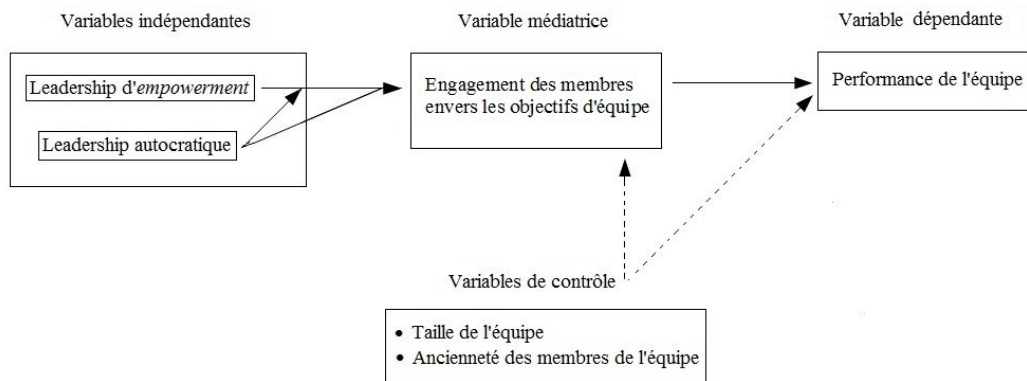 Variables indépendantes
Variable médiatrice
Variable dépendante
Leadership d'empowerment
Leadership autocratique
Engagement des membres
envers les objectifs d'équipe
Performance de l'équipe
Variables de contrôle
• Taille de l'équipe
• Ancienneté des membres de l'équipe